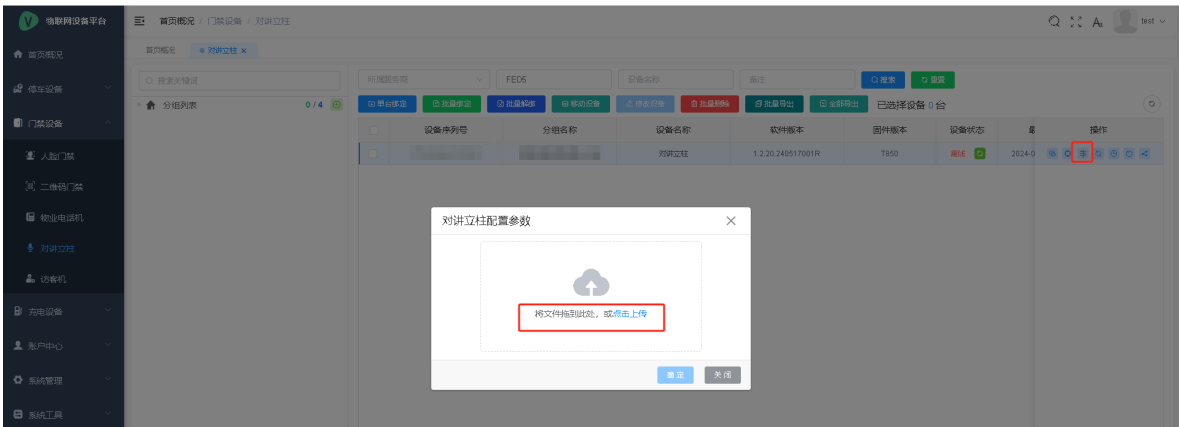 V 物联网设备平台
首页概况 / 门禁设备 / 对讲立柱
test
首页概况
首页概况
对讲立柱 ×
停车设备
门禁设备
人脸门禁
二维码门禁
物业电话机
对讲立柱
访客机
充电设备
账户中心
系统管理
系统工具
搜索关键词
分组列表 0 / 4
FED5
设备名称
备注
搜索
重置
单台绑定
批量绑定
批量解绑
移动设备
修改设备
批量删除
批量导出
全部导出
已选择设备 0 台
设备序列号 分组名称 设备名称 软件版本 固件版本 设备状态 操作
对讲立柱 1.2.20.240517001R T850 离线 2024-0
对讲立柱配置参数
将文件拖到此处，或点击上传
确 定
关 闭